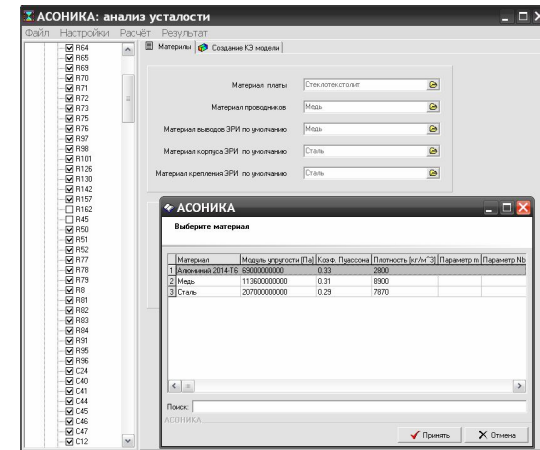 АСОНИКА: анализ усталости
Файл Настройки Расчёт Результат
Материалы Создание КЭ модели
R64
R65
R69
R70
R71
R72
R73
R75
R76
R97
R98
R101
R126
R130
R142
R157
R162
R45
R50
R51
R52
R77
R78
R79
R8
R81
R82
R83
R84
R91
R95
R96
C24
C40
C41
C44
C45
C46
C47
C12
Материал платы Стеклотекстолит
Материал проводников Медь
Материал выводов ЭРИ по умолчанию Медь
Материал корпуса ЭРИ по умолчанию Сталь
Материал крепления ЭРИ по умолчанию Сталь
АСОНИКА
Выберите материал
Материал Модуль упругости [Па] Коэф. Пуассона Плотность [кг/м^3] Параметр m Параметр Nb
1 Алюминий 2014-T6 69000000000 0.33 2800
2 Медь 113600000000 0.31 8900
3 Сталь 207000000000 0.29 7870
Поиск:
АСОНИКА
Принять Отмена